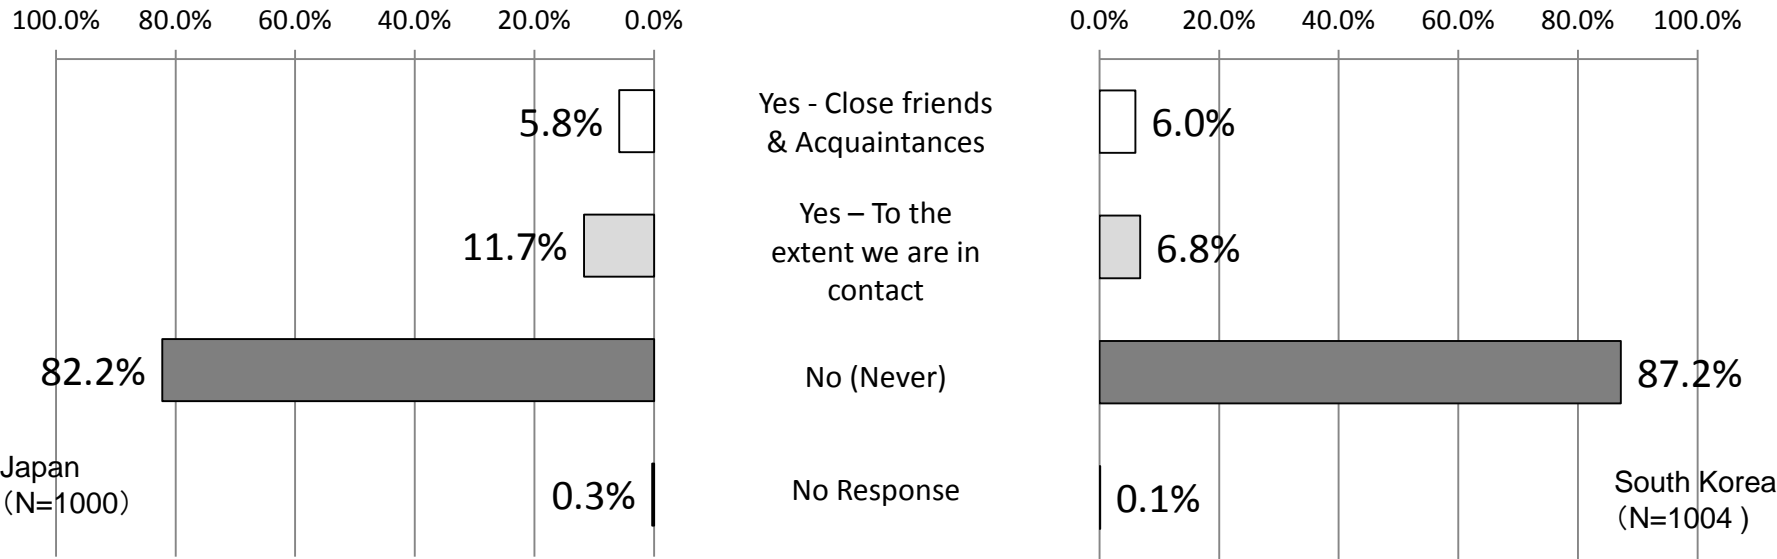 100.0% 80.0% 60.0% 40.0% 20.0% 0.0%
0.0% 20.0% 40.0% 60.0% 80.0% 100.0%
5.8%
Yes - Close friends
& Acquaintances
6.0%
11.7%
Yes – To the
extent we are in
contact
6.8%
82.2%
No (Never)
87.2%
Japan
（N=1000）
0.3%
No Response
0.1%
South Korea
（N=1004 )